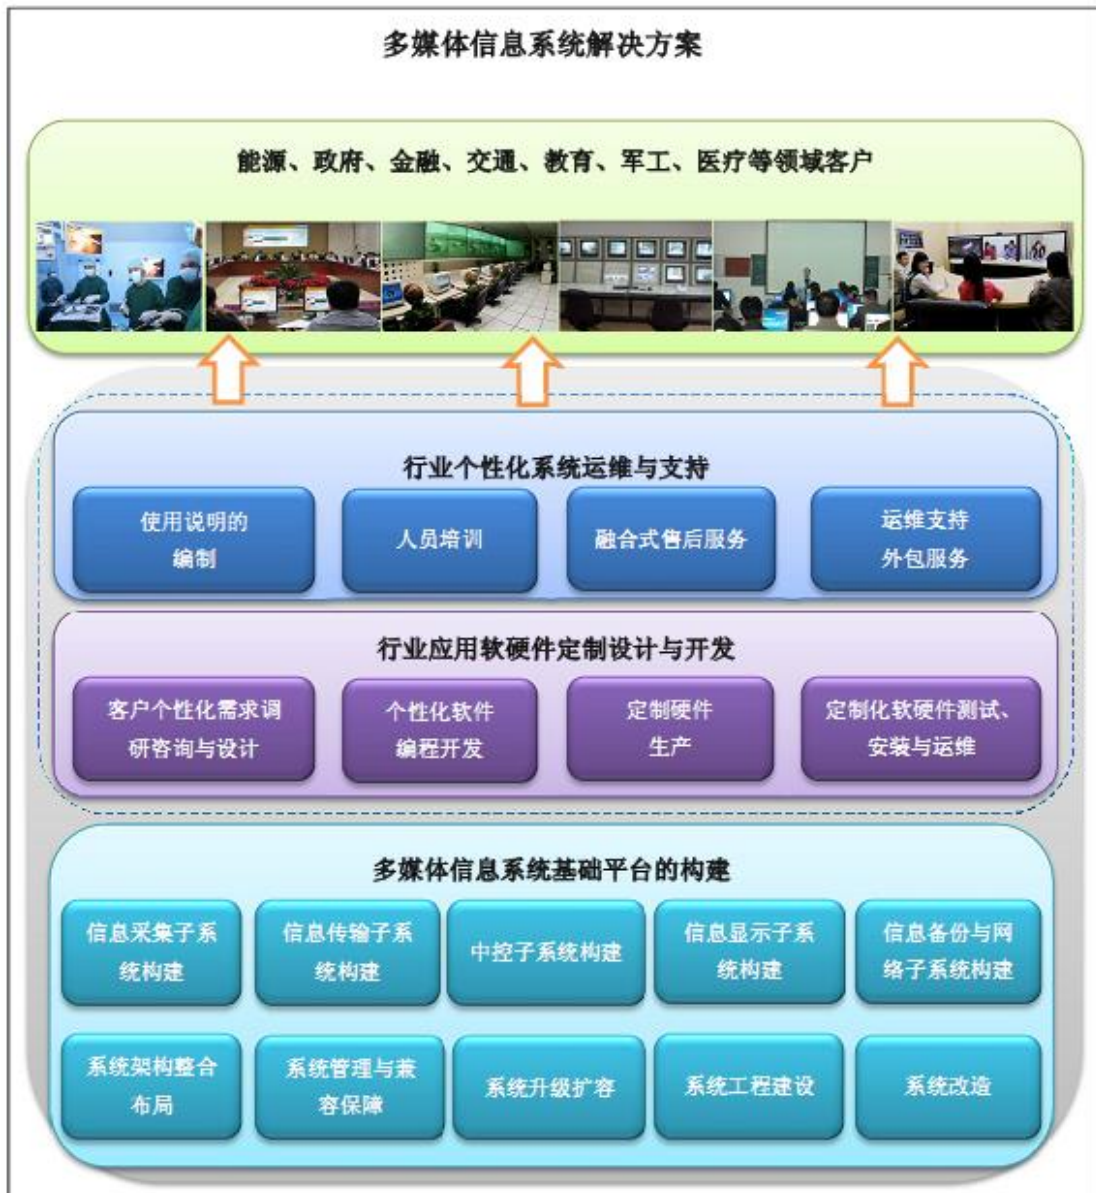 多媒体信息系统解决方案
能源、政府、金融、交通、教育、军工、医疗等领域客户
行业个性化系统运维与支持
使用说明的
编制
人员培训
融合式售后服务
运维支持
外包服务
行业应用软硬件定制设计与开发
客户个性化需求调
研咨询与设计
个性化软件
编程开发
定制硬件
生产
定制化软硬件测试、
安装与运维
多媒体信息系统基础平台的构建
信息采集子系
统构建
信息传输子系
统构建
中控子系统构建
信息显示子系
统构建
信息备份与网
络子系统构建
系统架构整合
布局
系统管理与兼
容保障
系统升级扩容
系统工程建设
系统改造